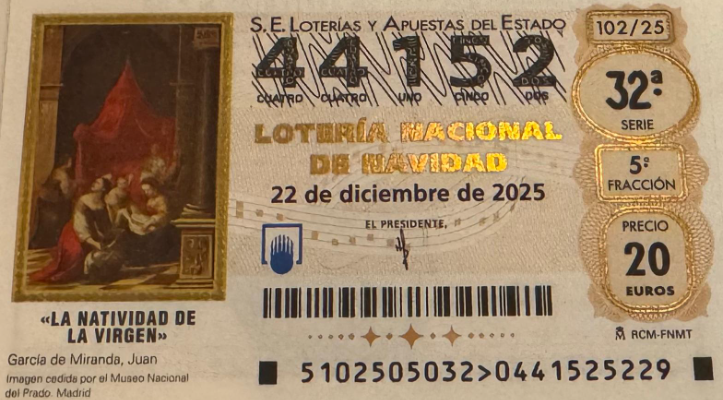 S.E. LOTERÍAS Y APUESTAS DEL ESTADO
44152
CUATRO CUATRO UNO CINCO DOS
LOTERÍA NACIONAL
DE NAVIDAD
22 de diciembre de 2025
EL PRESIDENTE,
102/25
32ª
SERIE
5ª
FRACCIÓN
PRECIO
20
EUROS
M RCM-FNMT
«LA NATIVIDAD DE
LA VIRGEN»
García de Miranda, Juan
Imagen cedida por el Museo Nacional
del Prado. Madrid
5102505032>0441525229